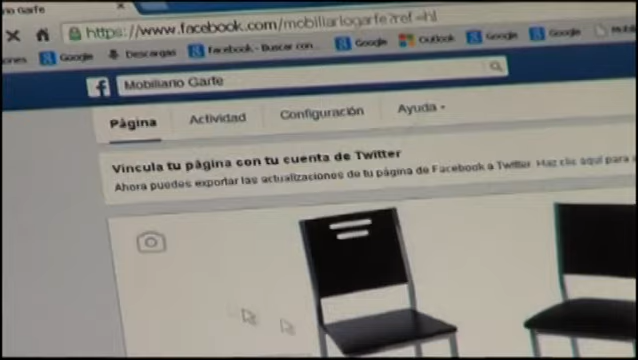 rio Garfe
https://www.facebook.com/mobiliariogarfe?ref=hl
ones Google Descargas facebook - Buscar con... Google Outlook Google Google
f Mobiliario Garfe
Página Actividad Configuración Ayuda
Vincula tu página con tu cuenta de Twitter
Ahora puedes exportar las actualizaciones de tu página de Facebook a Twitter. Haz clic aquí para